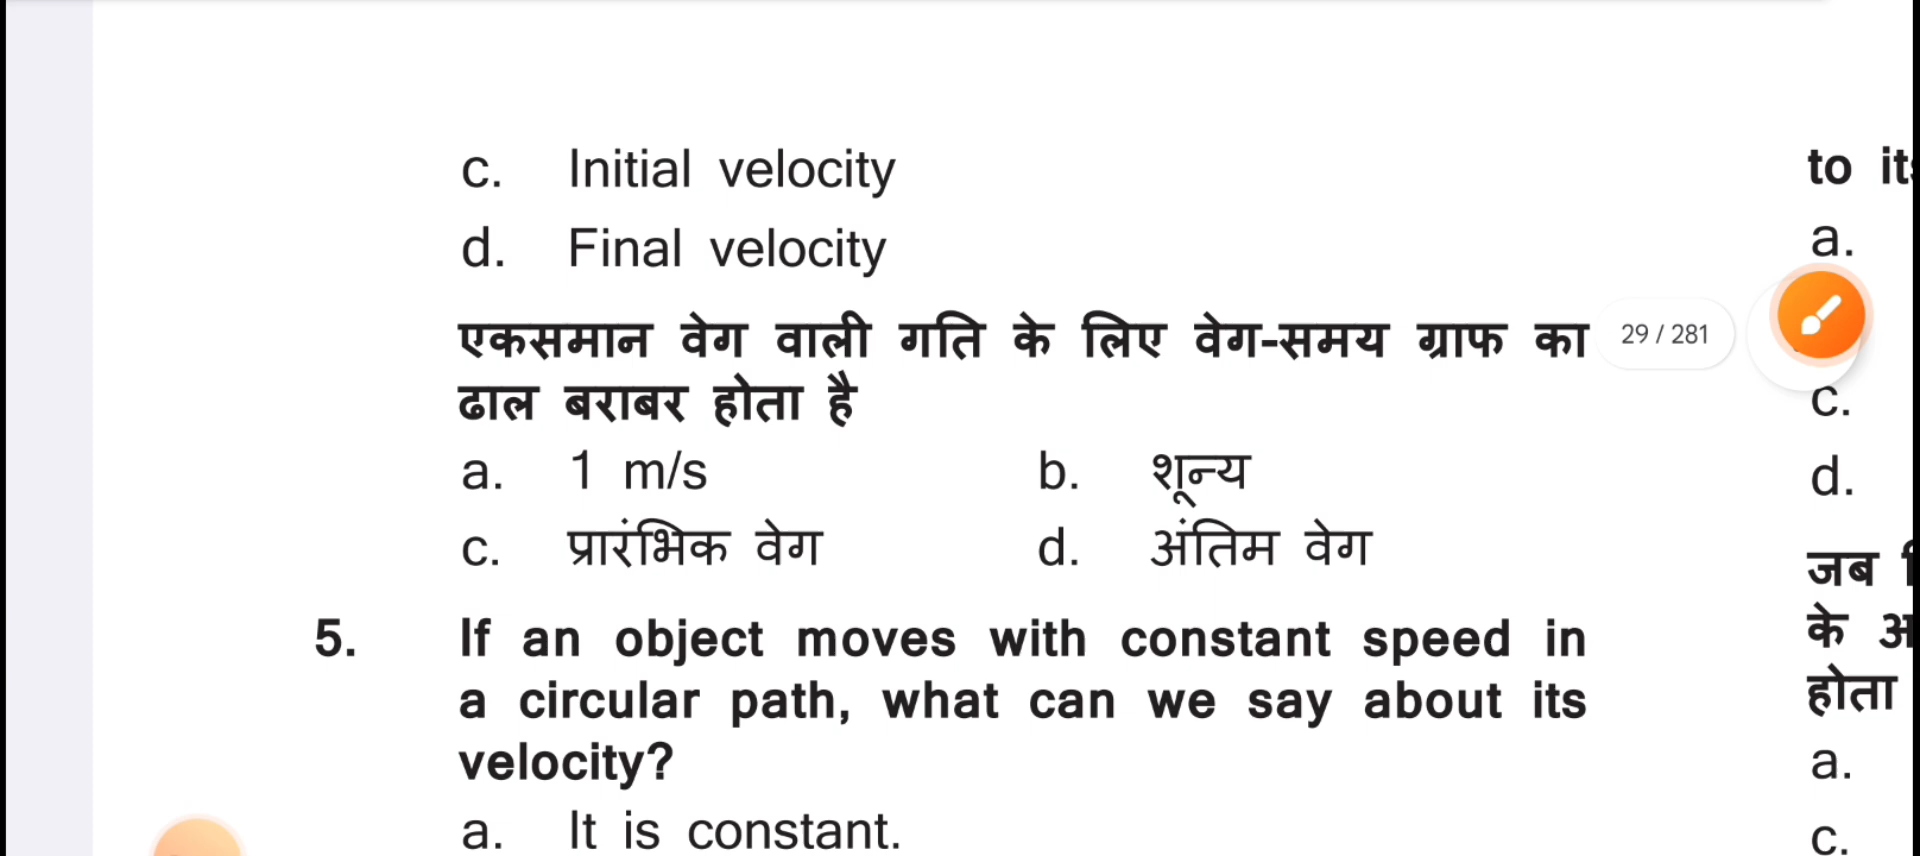 c. Initial velocity
d. Final velocity
एकसमान वेग वाली गति के लिए वेग-समय ग्राफ का
ढाल बराबर होता है
a. 1 m/s b. शून्य
c. प्रारंभिक वेग d. अंतिम वेग
5. If an object moves with constant speed in
a circular path, what can we say about its
velocity?
a. It is constant.
29 / 281
to its
a.
c.
d.
जब
के
होता
a.
c.